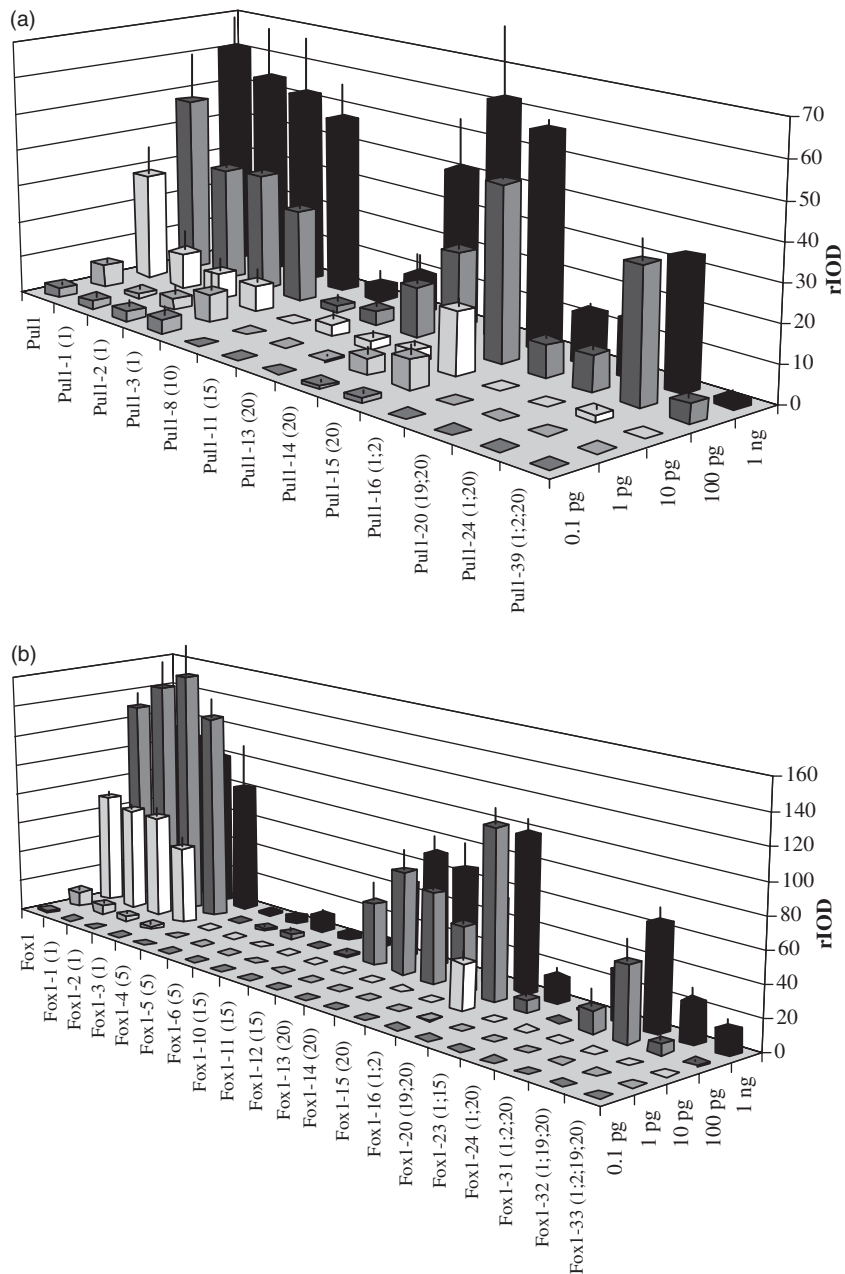 (a)
70
60
50
40
30
20
10
0
rIOD
Pul1
Pul1-1 (1)
Pul1-2 (1)
Pul1-3 (1)
Pul1-8 (10)
Pul1-11 (15)
Pul1-13 (20)
Pul1-14 (20)
Pul1-15 (20)
Pul1-16 (1;2)
Pul1-20 (19;20)
Pul1-24 (1;20)
Pul1-39 (1;2;20)
0.1 pg
1 pg
10 pg
100 pg
1 ng
(b)
160
140
120
100
80
60
40
20
0
rIOD
Fox1
Fox1-1 (1)
Fox1-2 (1)
Fox1-3 (1)
Fox1-4 (5)
Fox1-5 (5)
Fox1-6 (5)
Fox1-10 (15)
Fox1-11 (15)
Fox1-12 (15)
Fox1-13 (20)
Fox1-14 (20)
Fox1-15 (20)
Fox1-16 (1;2)
Fox1-20 (19;20)
Fox1-23 (1;15)
Fox1-24 (1;20)
Fox1-31 (1;2;20)
Fox1-32 (1;19;20)
Fox1-33 (1;2;19;20)
0.1 pg
1 pg
10 pg
100 pg
1 ng